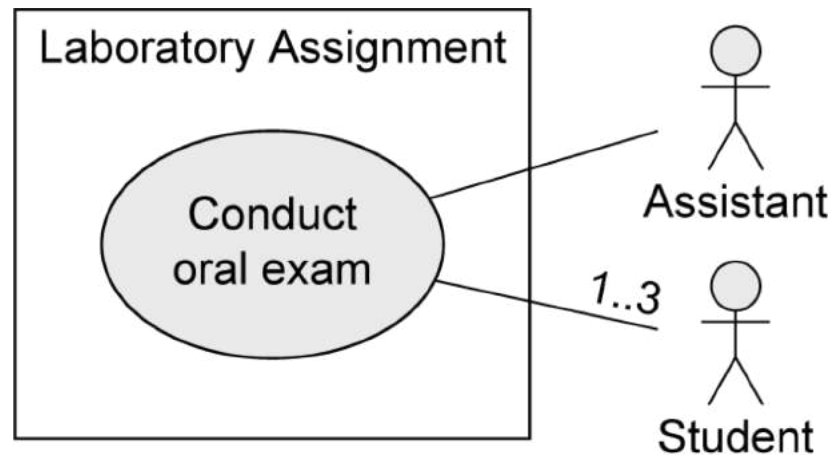 Laboratory Assignment
Conduct
oral exam
Assistant
1..3
Student